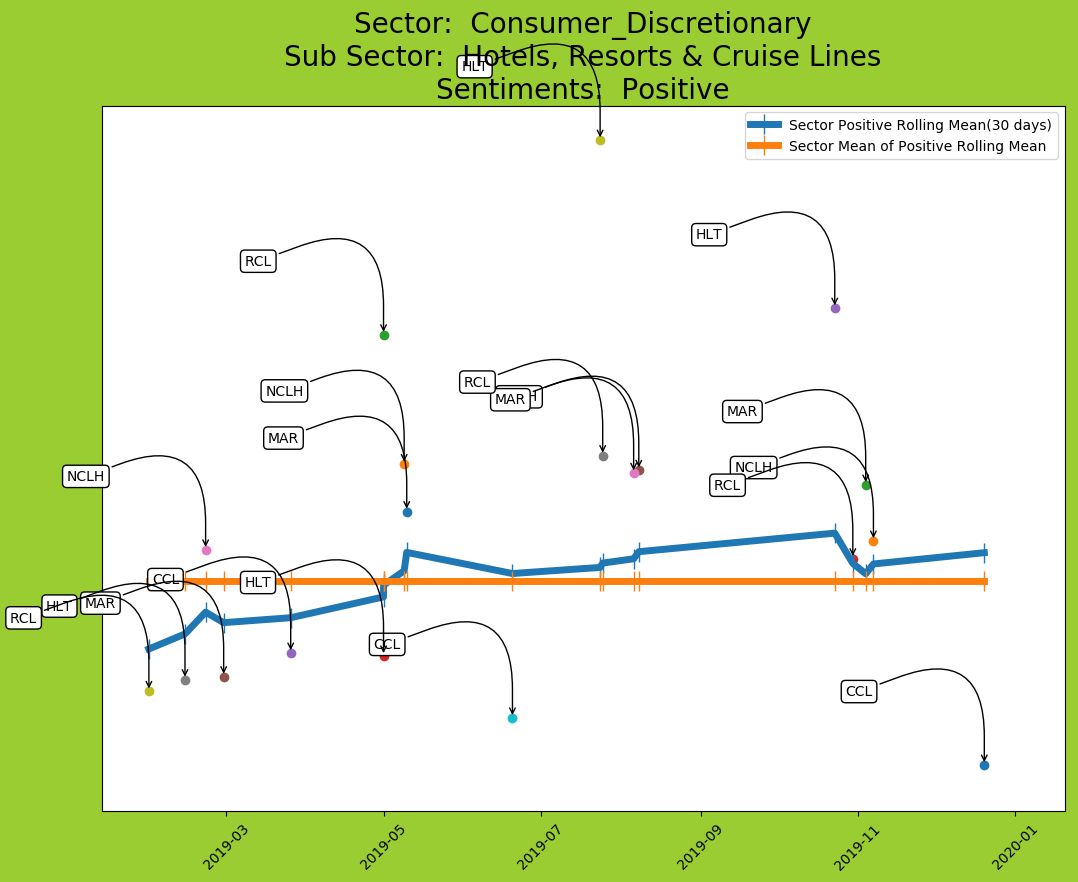 Sector:  Consumer_Discretionary
Sub Sector:  Hotels, Resorts & Cruise Lines
Sentiments:  Positive
HLT
Sector Positive Rolling Mean(30 days)
Sector Mean of Positive Rolling Mean
HLT
RCL
RCL
NCLH
MAR
MAR
MAR
NCLH
NCLH
RCL
CCL
HLT
RCL
HLT
MAR
CCL
CCL
2019-03
2019-05
2019-07
2019-09
2019-11
2020-01